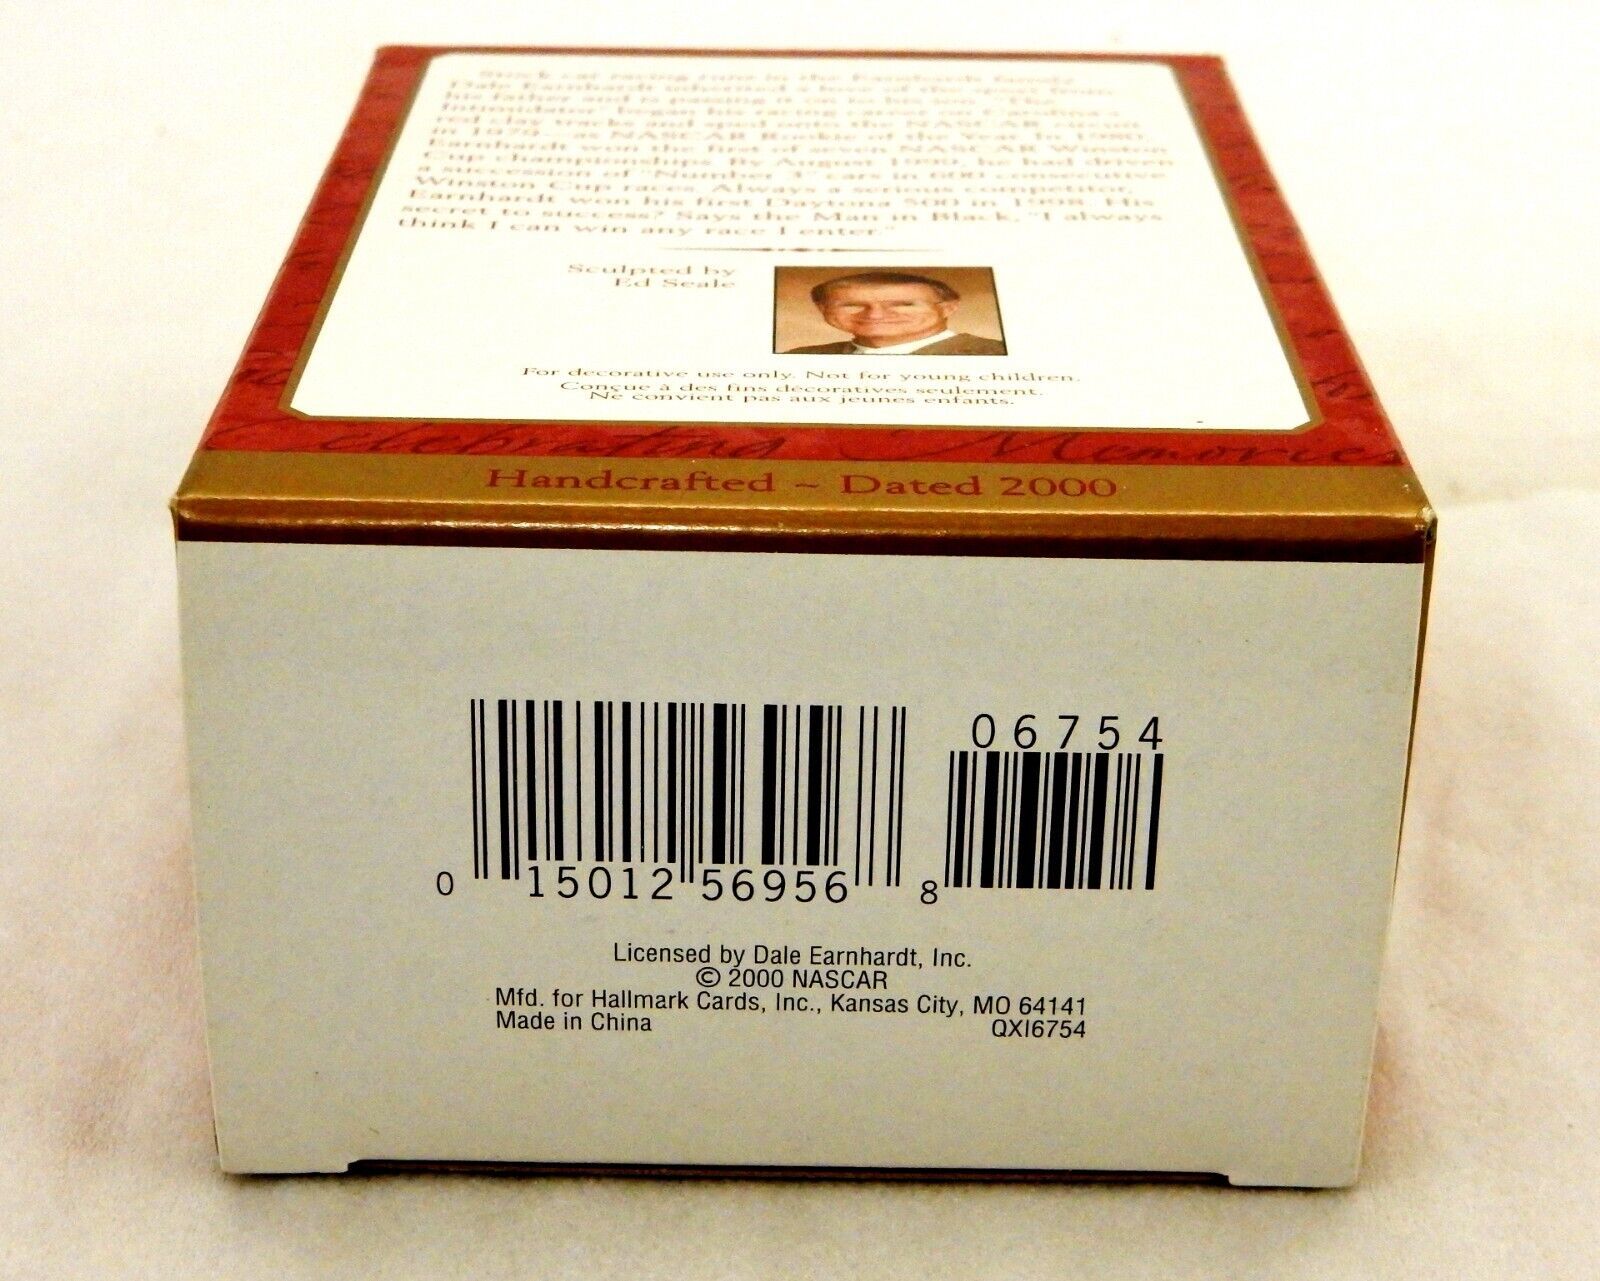 Stock car racing runs in the Earnhardt family.
Dale Earnhardt inherited a love of the sport from
his father and is passing it on to his son. "The
Intimidator" began his racing career on Carolina's
red clay tracks and sped onto the NASCAR circuit
in 1979—as NASCAR Rookie of the Year. In 1980,
Earnhardt won the first of seven NASCAR Winston
Cup championships. By August 1999, he had driven
a succession of "Number 3" cars in 600 consecutive
Winston Cup races. Always a serious competitor,
Earnhardt won his first Daytona 500 in 1998. His
secret to success? Says the Man in Black, "I always
think I can win any race I enter."
Sculpted by
Ed Seale
For decorative use only. Not for young children.
Conçue à des fins décoratives seulement.
Ne convient pas aux jeunes enfants.
Celebrating Memories
Handcrafted ~ Dated 2000
06754
0 15012 56956 8
Licensed by Dale Earnhardt, Inc.
© 2000 NASCAR
Mfd. for Hallmark Cards, Inc., Kansas City, MO 64141
Made in China QXI6754